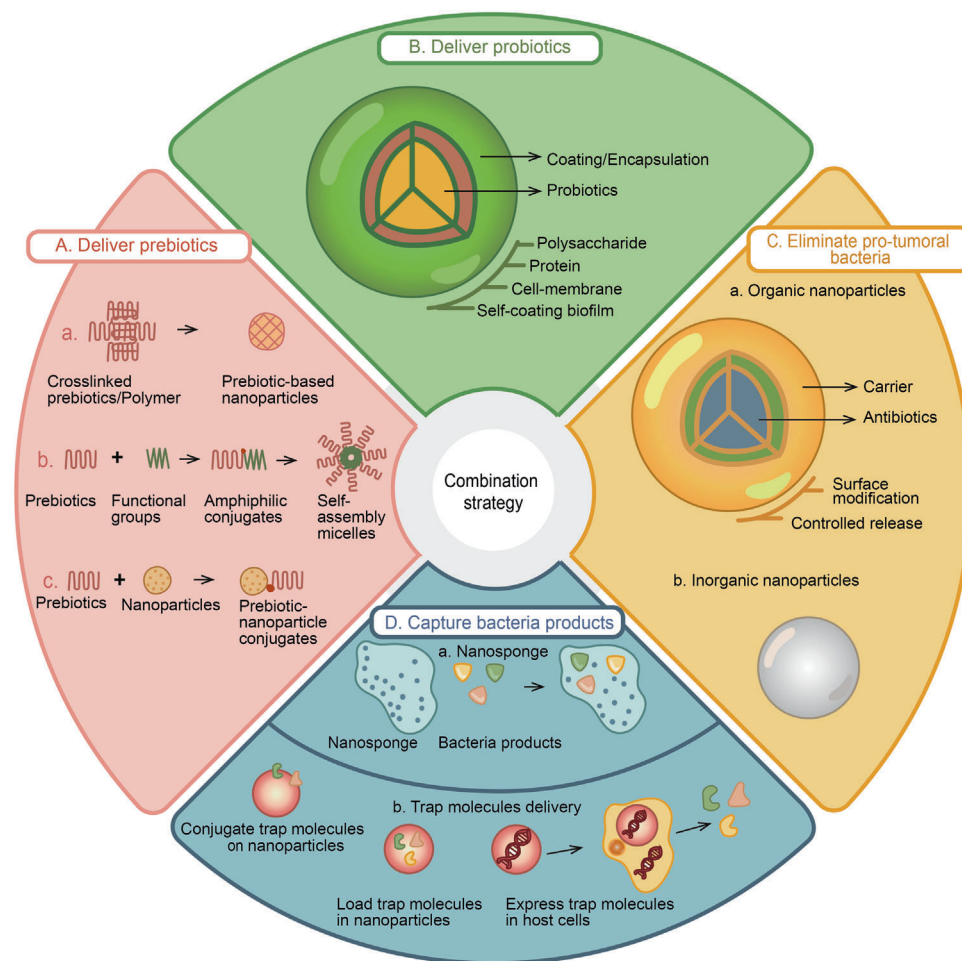 B. Deliver probiotics
Coating/Encapsulation
Probiotics
Polysaccharide
Protein
Cell-membrane
Self-coating biofilm
A. Deliver prebiotics
a.
Crosslinked
prebiotics/Polymer
Prebiotic-based
nanoparticles
b.
+
Prebiotics
Functional
groups
Amphiphilic
conjugates
Self-
assembly
micelles
c.
+
Prebiotics
Nanoparticles
Prebiotic-
nanoparticle
conjugates
Combination
strategy
C. Eliminate pro-tumoral
bacteria
a. Organic nanoparticles
Carrier
Antibiotics
Surface
modification
Controlled release
b. Inorganic nanoparticles
D. Capture bacteria products
a. Nanosponge
Nanosponge
Bacteria products
b. Trap molecules delivery
Conjugate trap molecules
on nanoparticles
Load trap molecules
in nanoparticles
Express trap molecules
in host cells